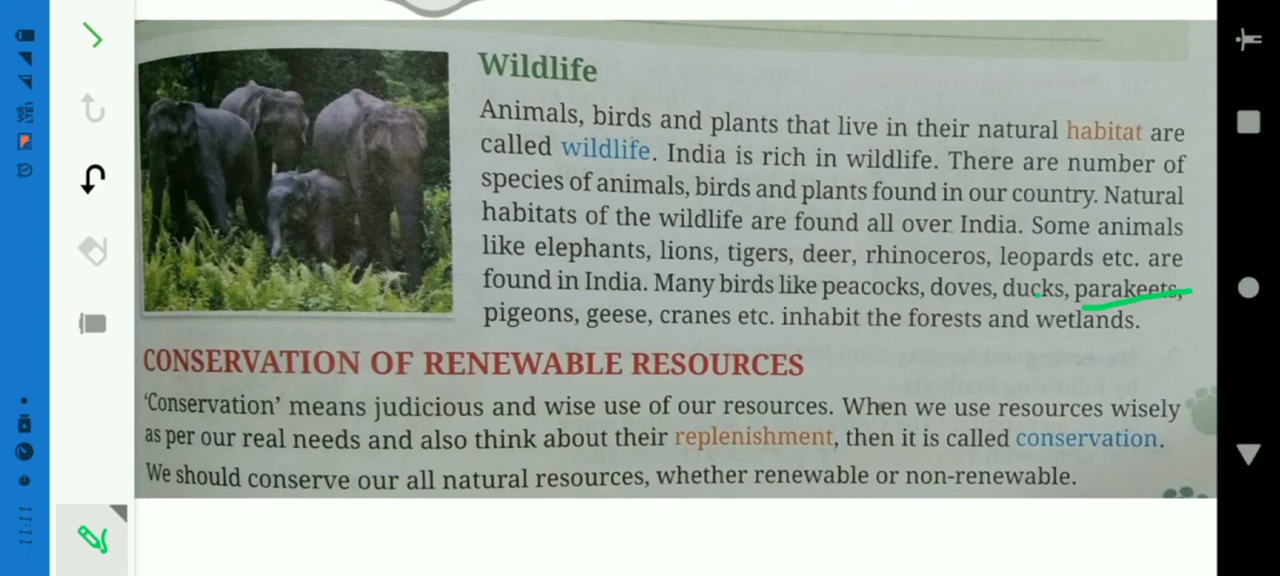 Wildlife
Animals, birds and plants that live in their natural habitat are
called wildlife. India is rich in wildlife. There are number of
species of animals, birds and plants found in our country. Natural
habitats of the wildlife are found all over India. Some animals
like elephants, lions, tigers, deer, rhinoceros, leopards etc. are
found in India. Many birds like peacocks, doves, ducks, parakeets,
pigeons, geese, cranes etc. inhabit the forests and wetlands.
CONSERVATION OF RENEWABLE RESOURCES
‘Conservation’ means judicious and wise use of our resources. When we use resources wisely
as per our real needs and also think about their replenishment, then it is called conservation.
We should conserve our all natural resources, whether renewable or non-renewable.
11:11